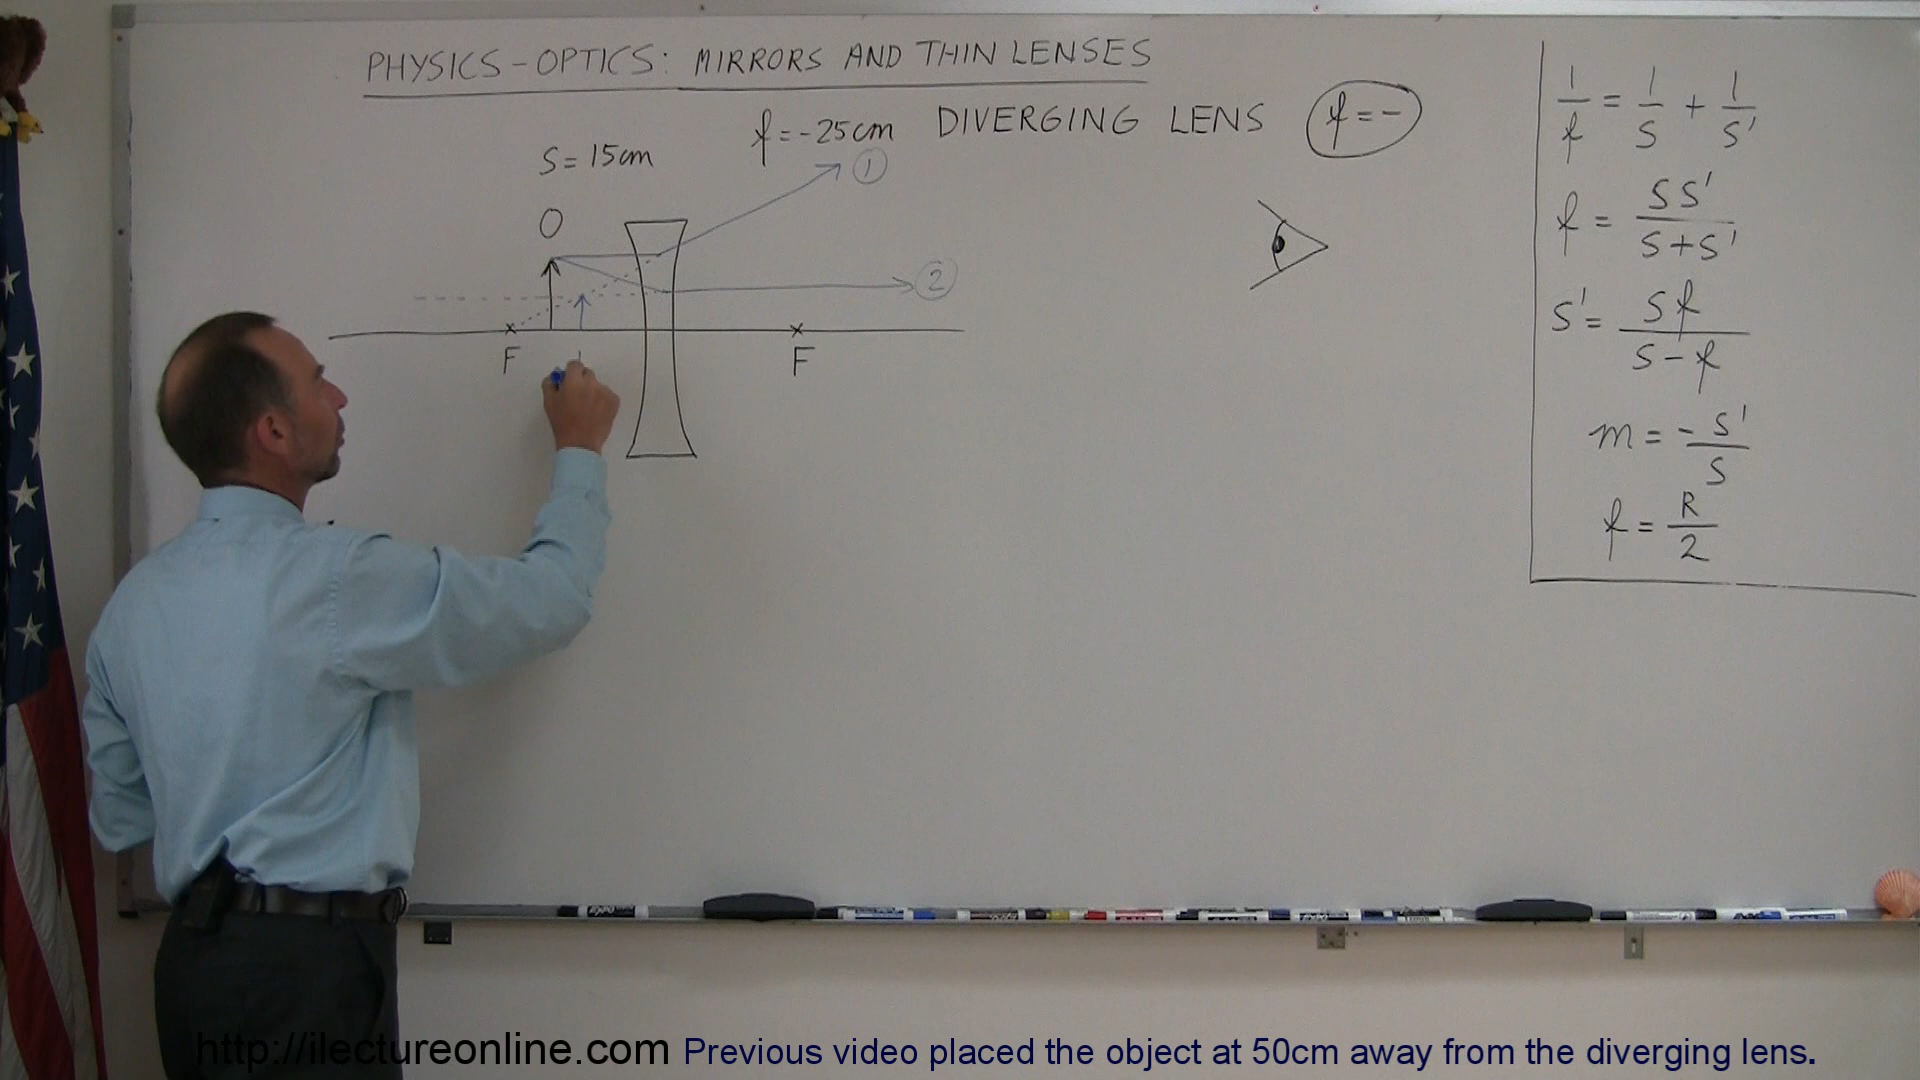 PHYSICS-OPTICS: MIRRORS AND THIN LENSES
f = -25cm DIVERGING LENS f = -
S = 15cm
①
O
②
F F
1/f = 1/S + 1/S'
f = SS'/S+S'
S' = Sf/S-f
m = -S'/S
f = R/2
http://ilectureonline.com Previous video placed the object at 50cm away from the diverging lens.